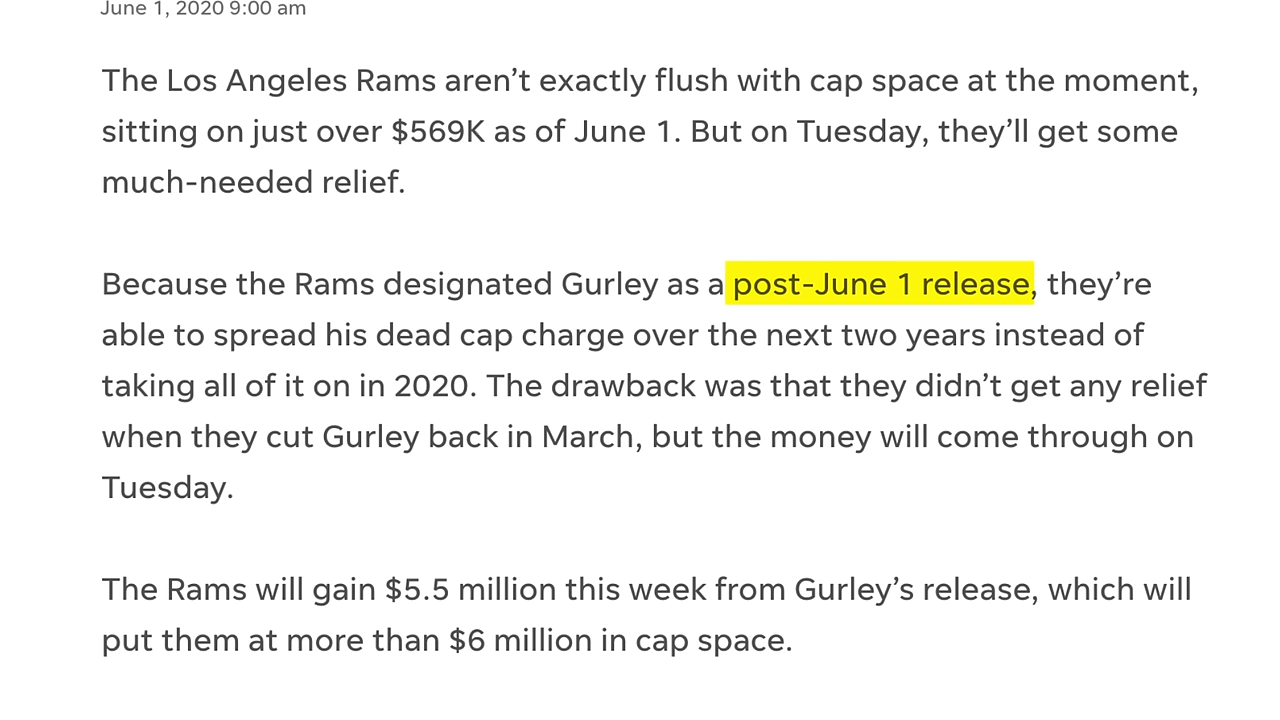 June 1, 2020 9:00 am
The Los Angeles Rams aren’t exactly flush with cap space at the moment,
sitting on just over $569K as of June 1. But on Tuesday, they’ll get some
much-needed relief.
Because the Rams designated Gurley as a post-June 1 release, they’re
able to spread his dead cap charge over the next two years instead of
taking all of it on in 2020. The drawback was that they didn’t get any relief
when they cut Gurley back in March, but the money will come through on
Tuesday.
The Rams will gain $5.5 million this week from Gurley’s release, which will
put them at more than $6 million in cap space.